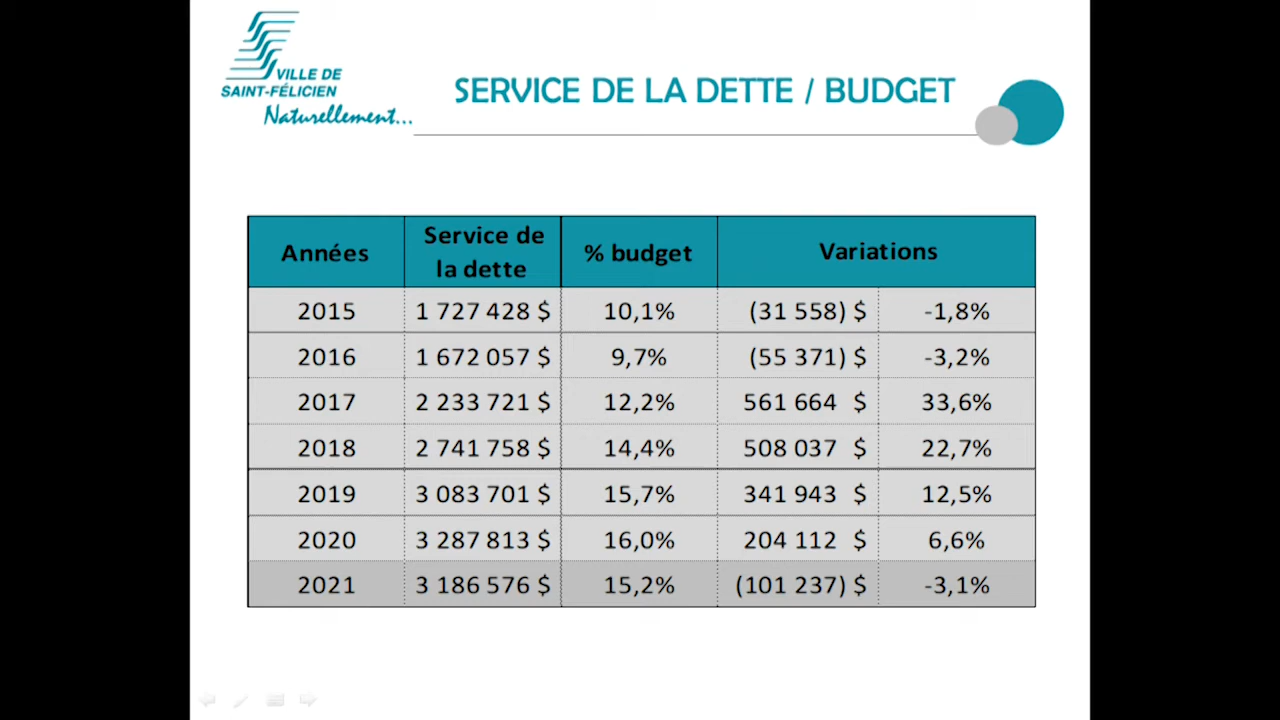 VILLE DE
SAINT-FÉLICIEN
Naturellement...
SERVICE DE LA DETTE / BUDGET
Années Service de la dette % budget Variations
2015 1 727 428 $ 10,1% (31 558) $ -1,8%
2016 1 672 057 $ 9,7% (55 371) $ -3,2%
2017 2 233 721 $ 12,2% 561 664 $ 33,6%
2018 2 741 758 $ 14,4% 508 037 $ 22,7%
2019 3 083 701 $ 15,7% 341 943 $ 12,5%
2020 3 287 813 $ 16,0% 204 112 $ 6,6%
2021 3 186 576 $ 15,2% (101 237) $ -3,1%